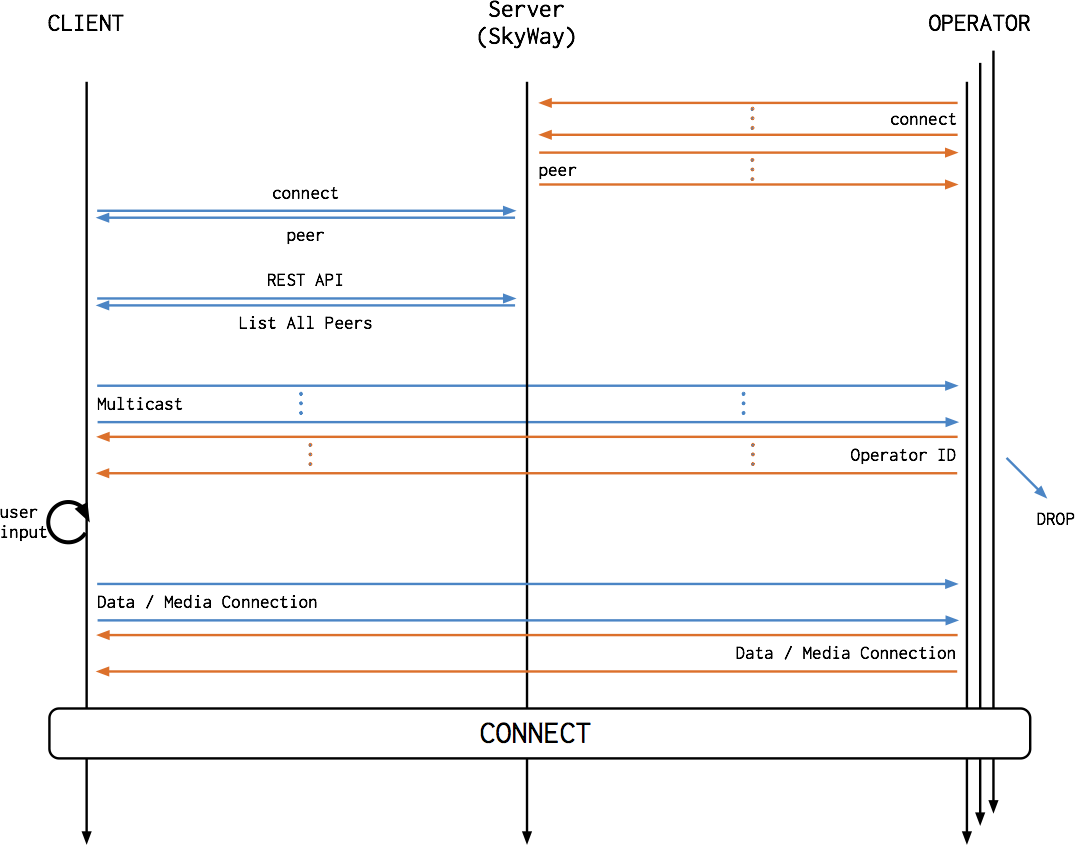 CLIENT
Server
(SkyWay)
OPERATOR
connect
peer
connect
peer
REST API
List All Peers
Multicast
Operator ID
user
input
DROP
Data / Media Connection
Data / Media Connection
CONNECT